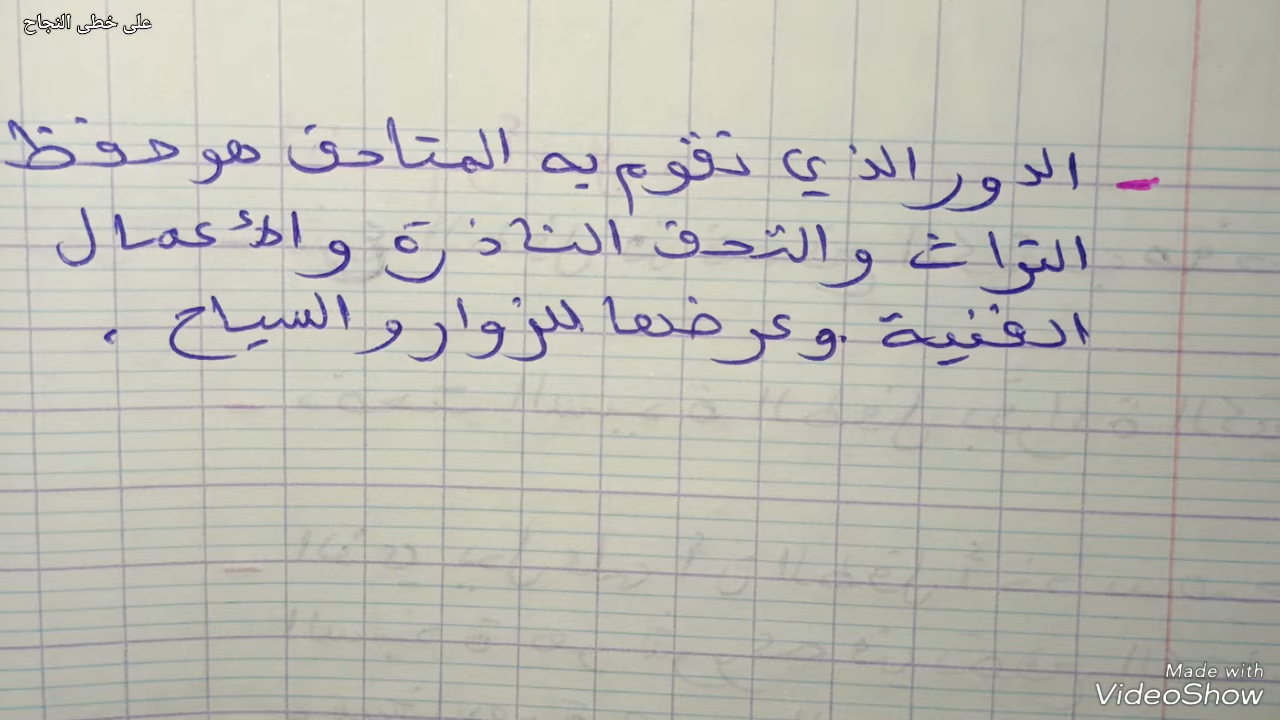 على خطى النجاح
- الدور الذي تقوم به المتاحف هو حفظ
التراث والتحف الناذرة والأعمال
الفنية وعرضها للزوار والسياح .
Made with
VideoShow